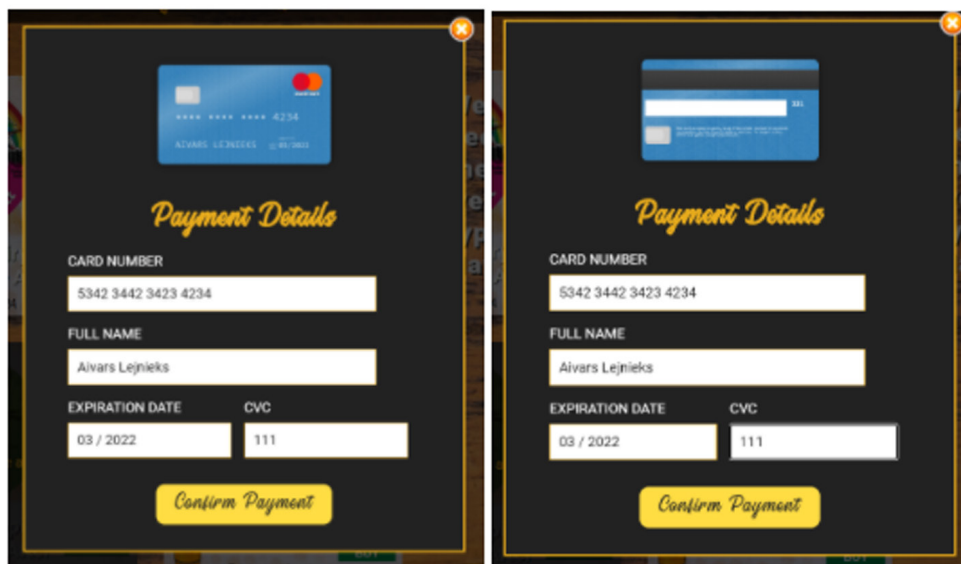 **** **** **** 4234
AIVARS LEJNIEKS 03/2022
Payment Details
CARD NUMBER
5342 3442 3423 4234
FULL NAME
Aivars Lejnieks
EXPIRATION DATE CVC
03 / 2022 111
Confirm Payment
Payment Details
CARD NUMBER
5342 3442 3423 4234
FULL NAME
Aivars Lejnieks
EXPIRATION DATE CVC
03 / 2022 111
Confirm Payment